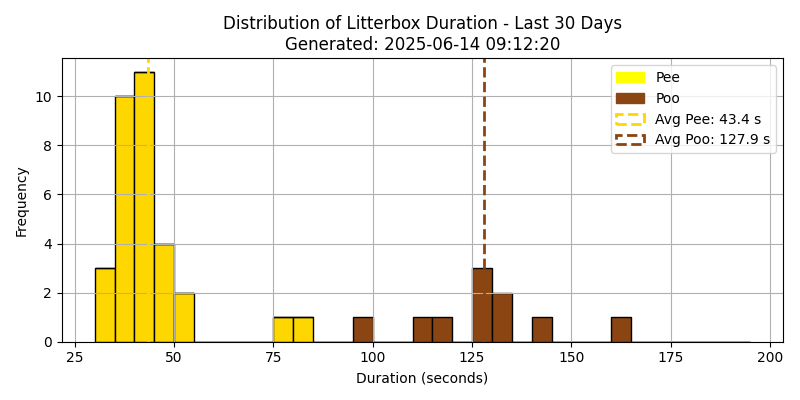 Distribution of Litterbox Duration - Last 30 Days
Generated: 2025-06-14 09:12:20
Pee
Poo
Avg Pee: 43.4 s
Avg Poo: 127.9 s
Frequency
10
8
6
4
2
0
25 50 75 100 125 150 175 200
Duration (seconds)